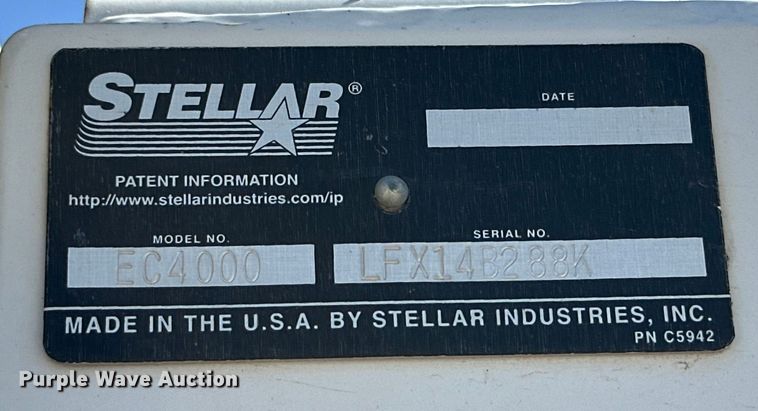 STELLAR®
DATE
PATENT INFORMATION
http://www.stellarindustries.com/ip
MODEL NO.
SERIAL NO.
EC4000
LFX14B288K
MADE IN THE U.S.A. BY STELLAR INDUSTRIES, INC.
PN C5942
Purple Wave Auction